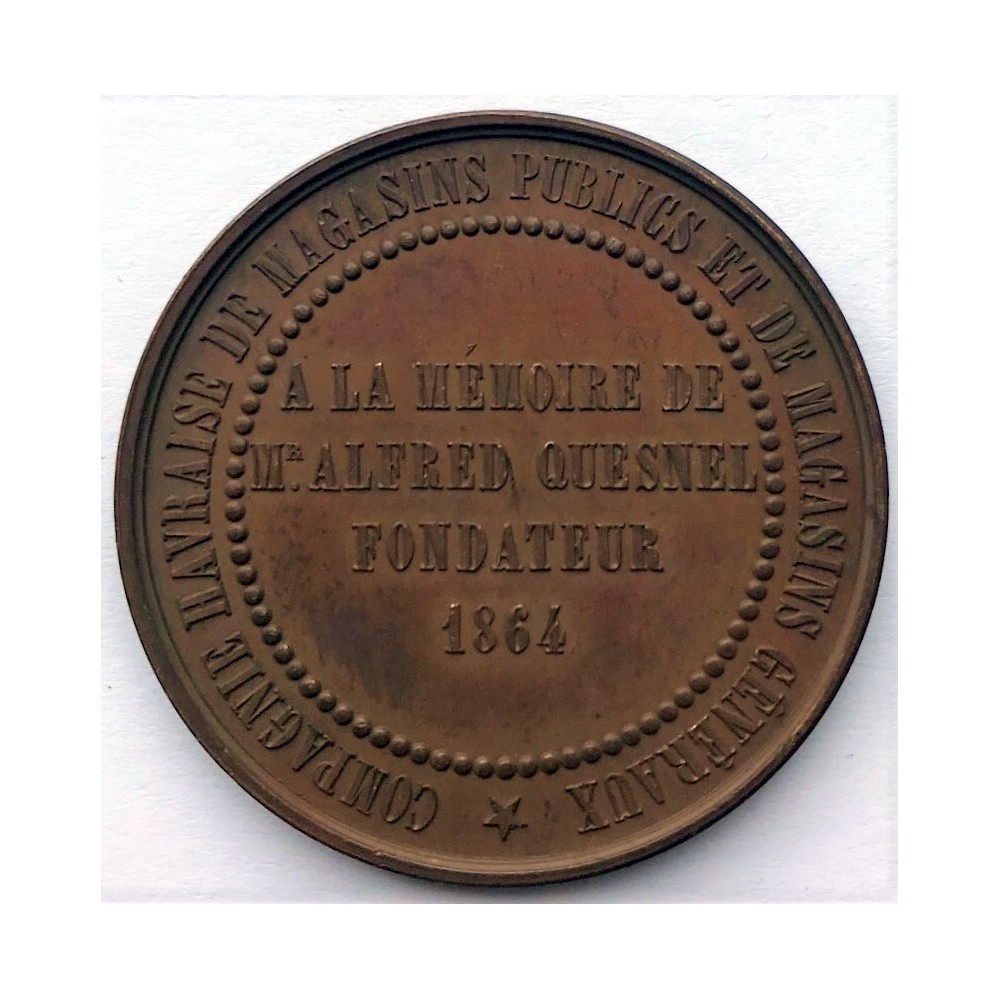 COMPAGNIE HAVRAISE DE MAGASINS PUBLICS ET DE MAGASINS GÉNÉRAUX
A LA MÉMOIRE DE
MR. ALFRED QUESNEL
FONDATEUR
1864